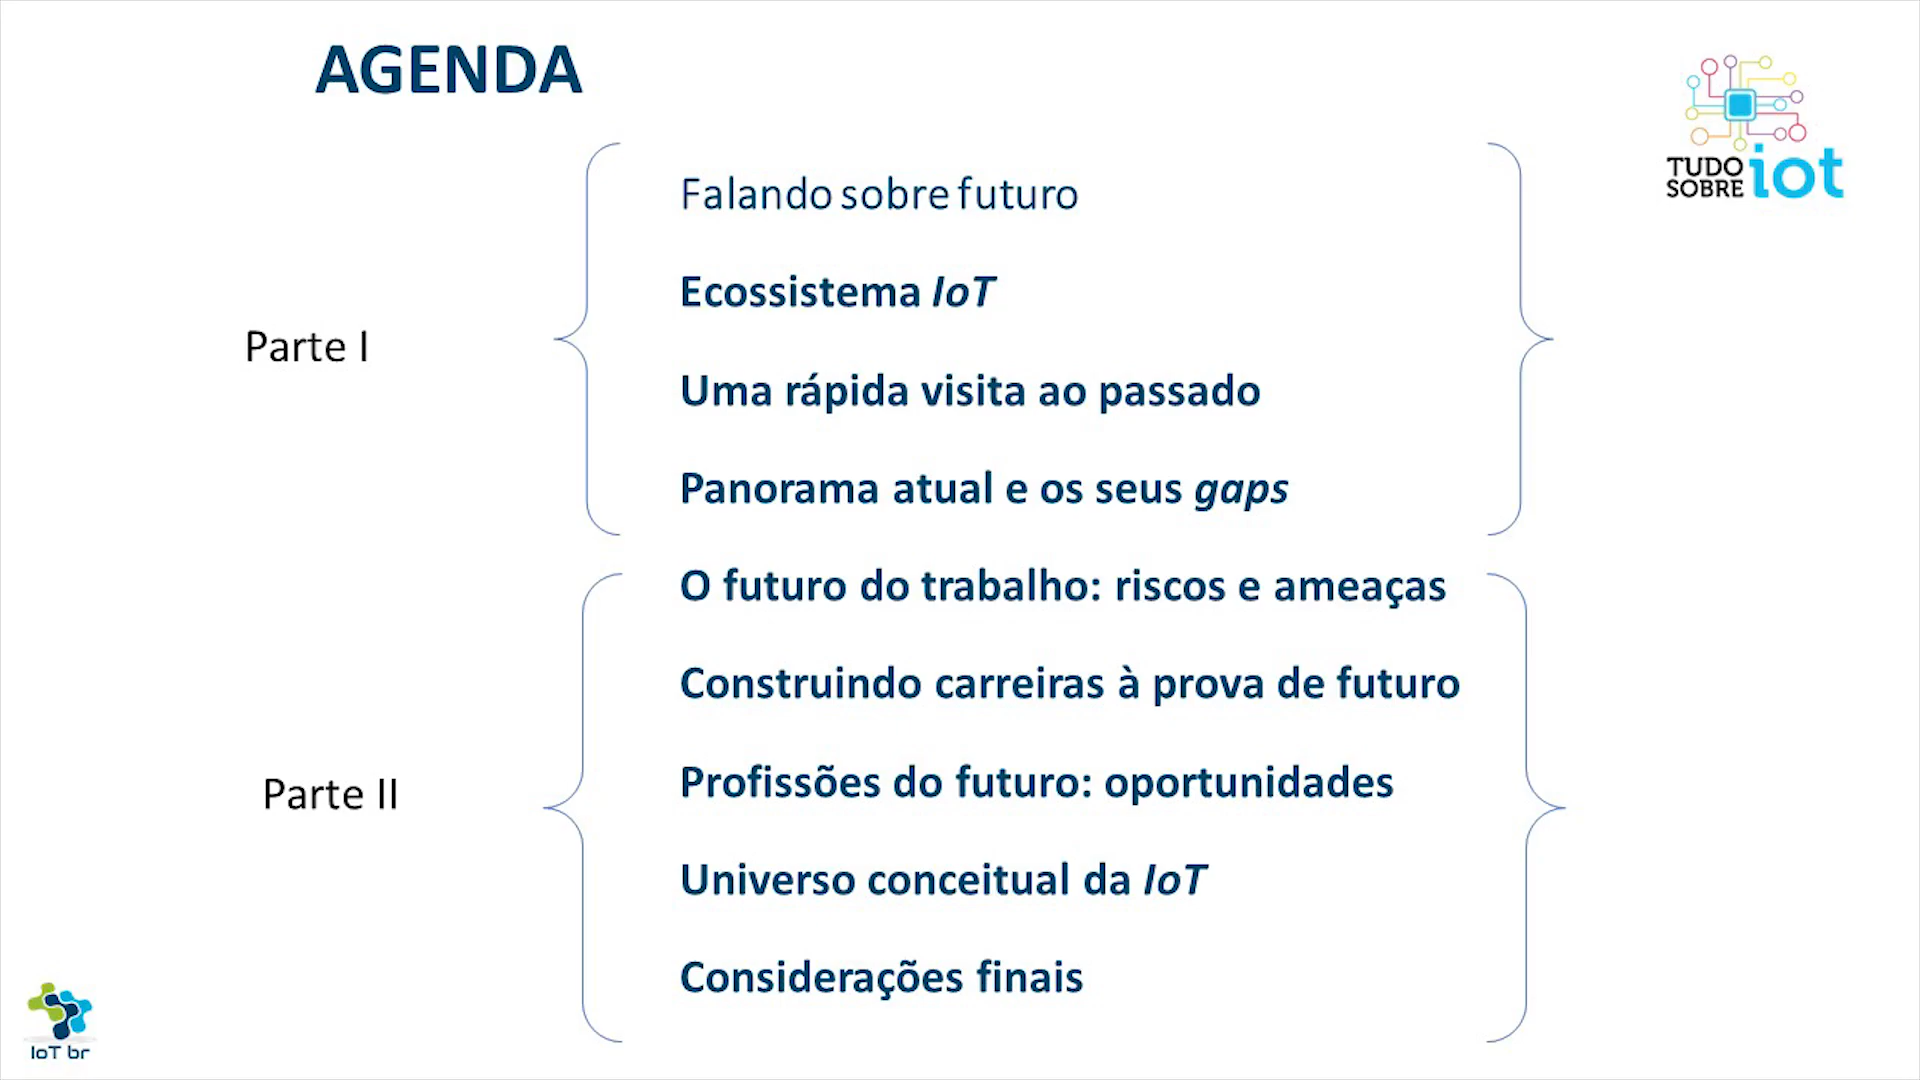 AGENDA
TUDO
SOBRE iot
Parte I
Falando sobre futuro
Ecossistema IoT
Uma rápida visita ao passado
Panorama atual e os seus gaps
Parte II
O futuro do trabalho: riscos e ameaças
Construindo carreiras à prova de futuro
Profissões do futuro: oportunidades
Universo conceitual da IoT
Considerações finais
IoT br